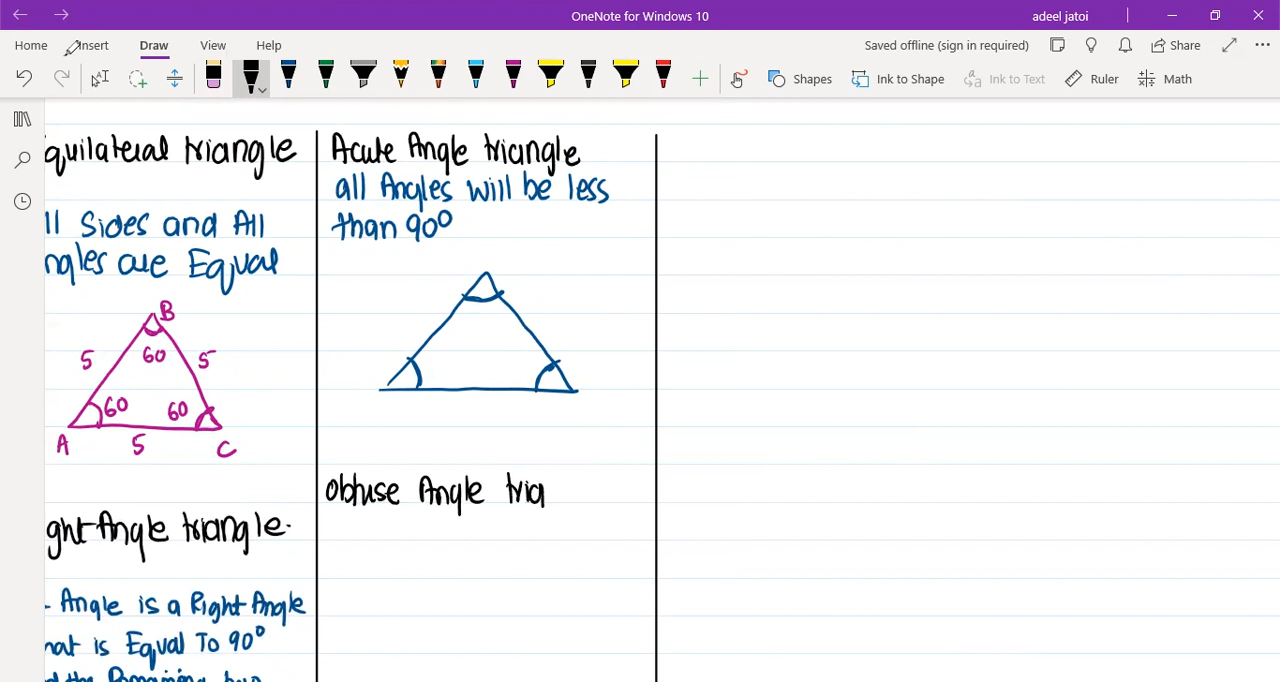 OneNote for Windows 10
adeel jatoi
Home Insert Draw View Help
Saved offline (sign in required)
Share
Shapes
Ink to Shape
Ink to Text
Ruler
Math
quilateral triangle
ll Sides and All
ngles are Equal
B
5 60 5
60 60
A 5 C
ght Angle triangle.
Angle is a Right Angle
hat is Equal To 90°
d the Remaining two
Acute Angle triangle
all Angles will be less
than 90°
Obtuse Angle tria